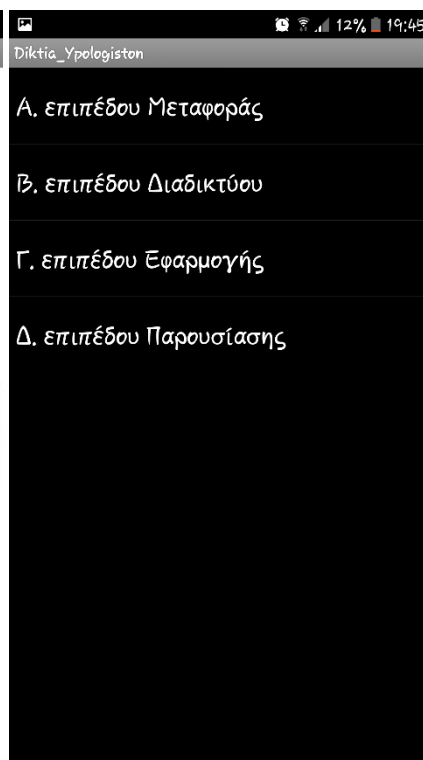 12% 19:45
Diktia_Ypologiston
Α. επιπέδου Μεταφοράς
Β. επιπέδου Διαδικτύου
Γ. επιπέδου Εφαρμογής
Δ. επιπέδου Παρουσίασης